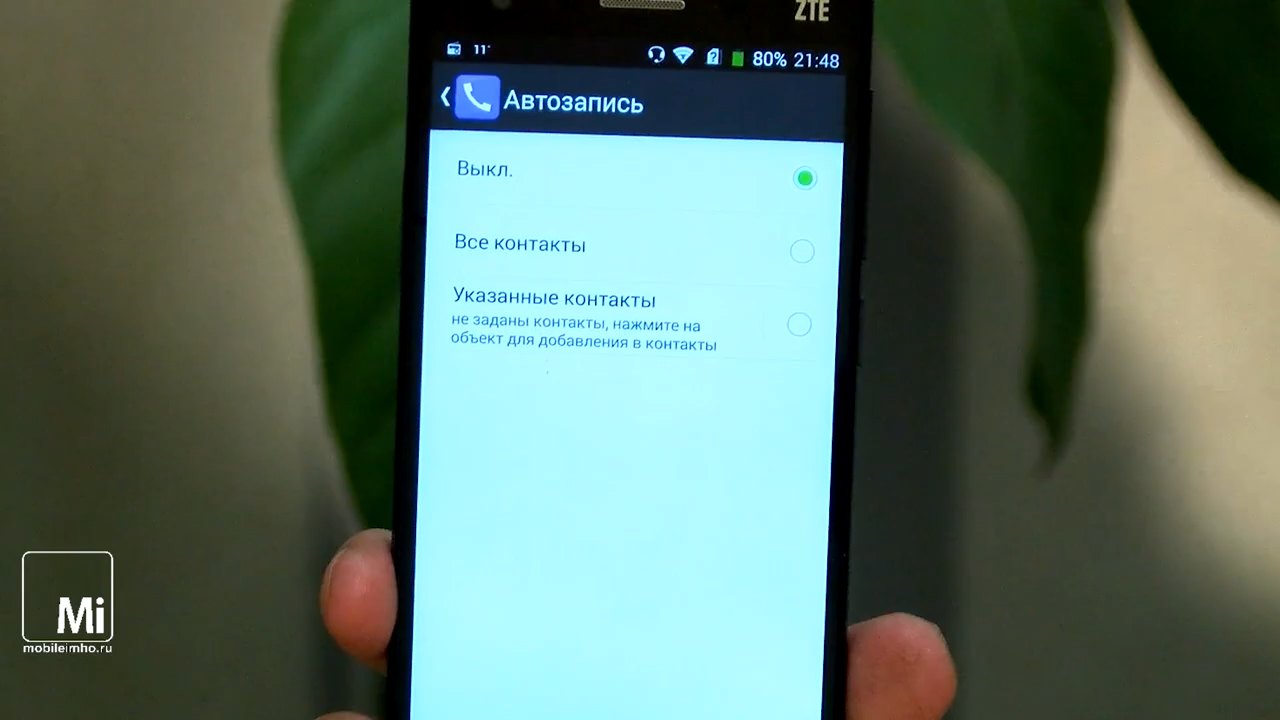 ZTE
11°
80% 21:48
Автозапись
Выкл.
Все контакты
Указанные контакты
не заданы контакты, нажмите на
объект для добавления в контакты
Mi
mobileimho.ru